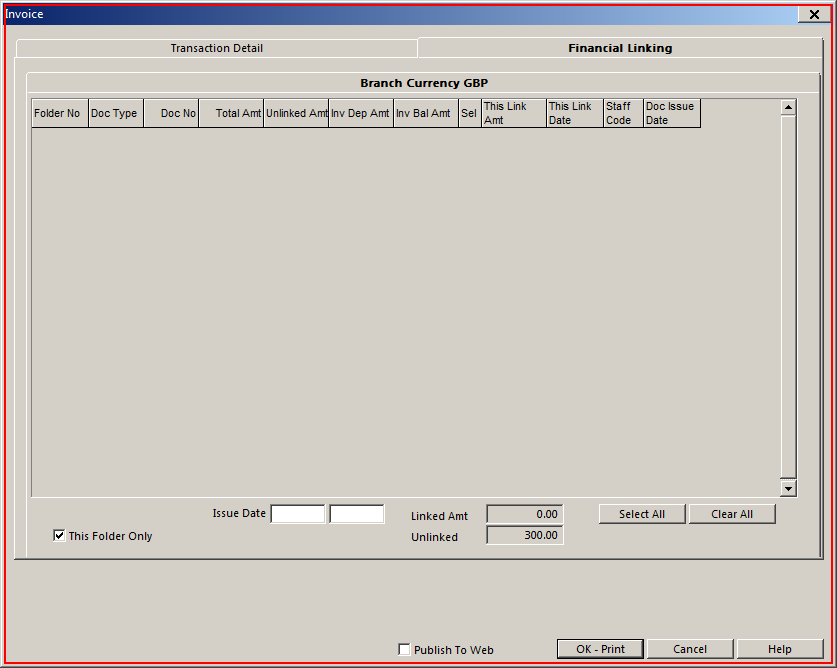 Invoice
Transaction Detail
Financial Linking
Branch Currency GBP
Folder No Doc Type Doc No Total Amt Unlinked Amt Inv Dep Amt Inv Bal Amt Sel This Link Amt This Link Date Staff Code Doc Issue Date
Issue Date
Linked Amt 0.00 Select All Clear All
This Folder Only
Unlinked 300.00
Publish To Web OK - Print Cancel Help